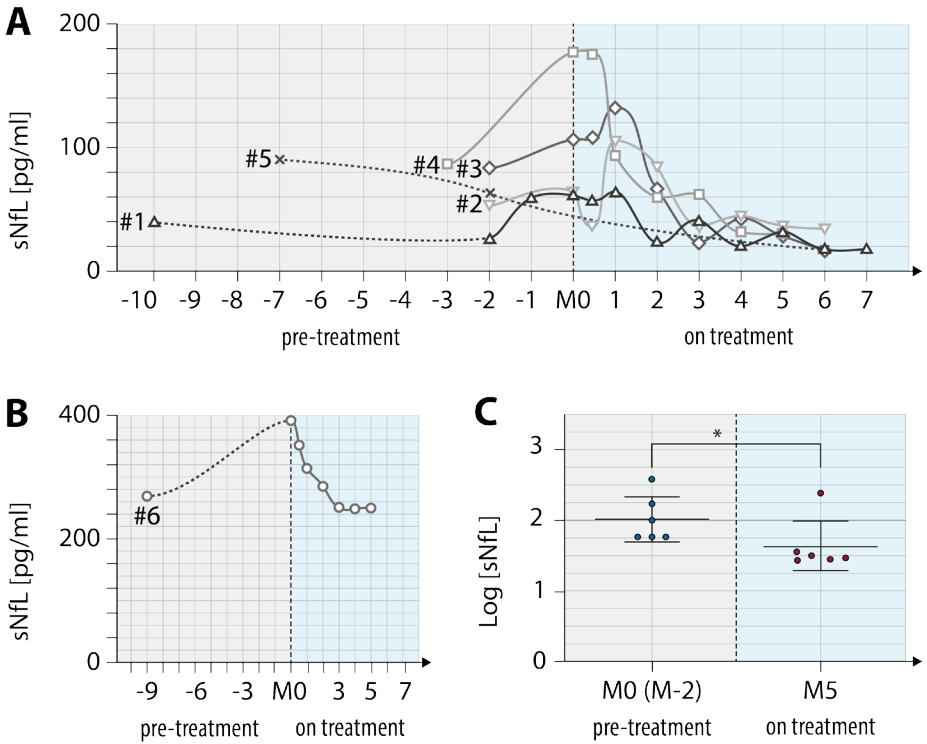 A
200
100
0
sNfL [pg/ml]
#1
#5
#4
#3
#2
-10 -9 -8 -7 -6 -5 -4 -3 -2 -1 M0 1 2 3 4 5 6 7
pre-treatment on treatment
B
400
200
0
sNfL [pg/ml]
#6
-9 -6 -3 M0 3 5 7
pre-treatment on treatment
C
3
2
1
0
Log [sNfL]
*
M0 (M-2) M5
pre-treatment on treatment